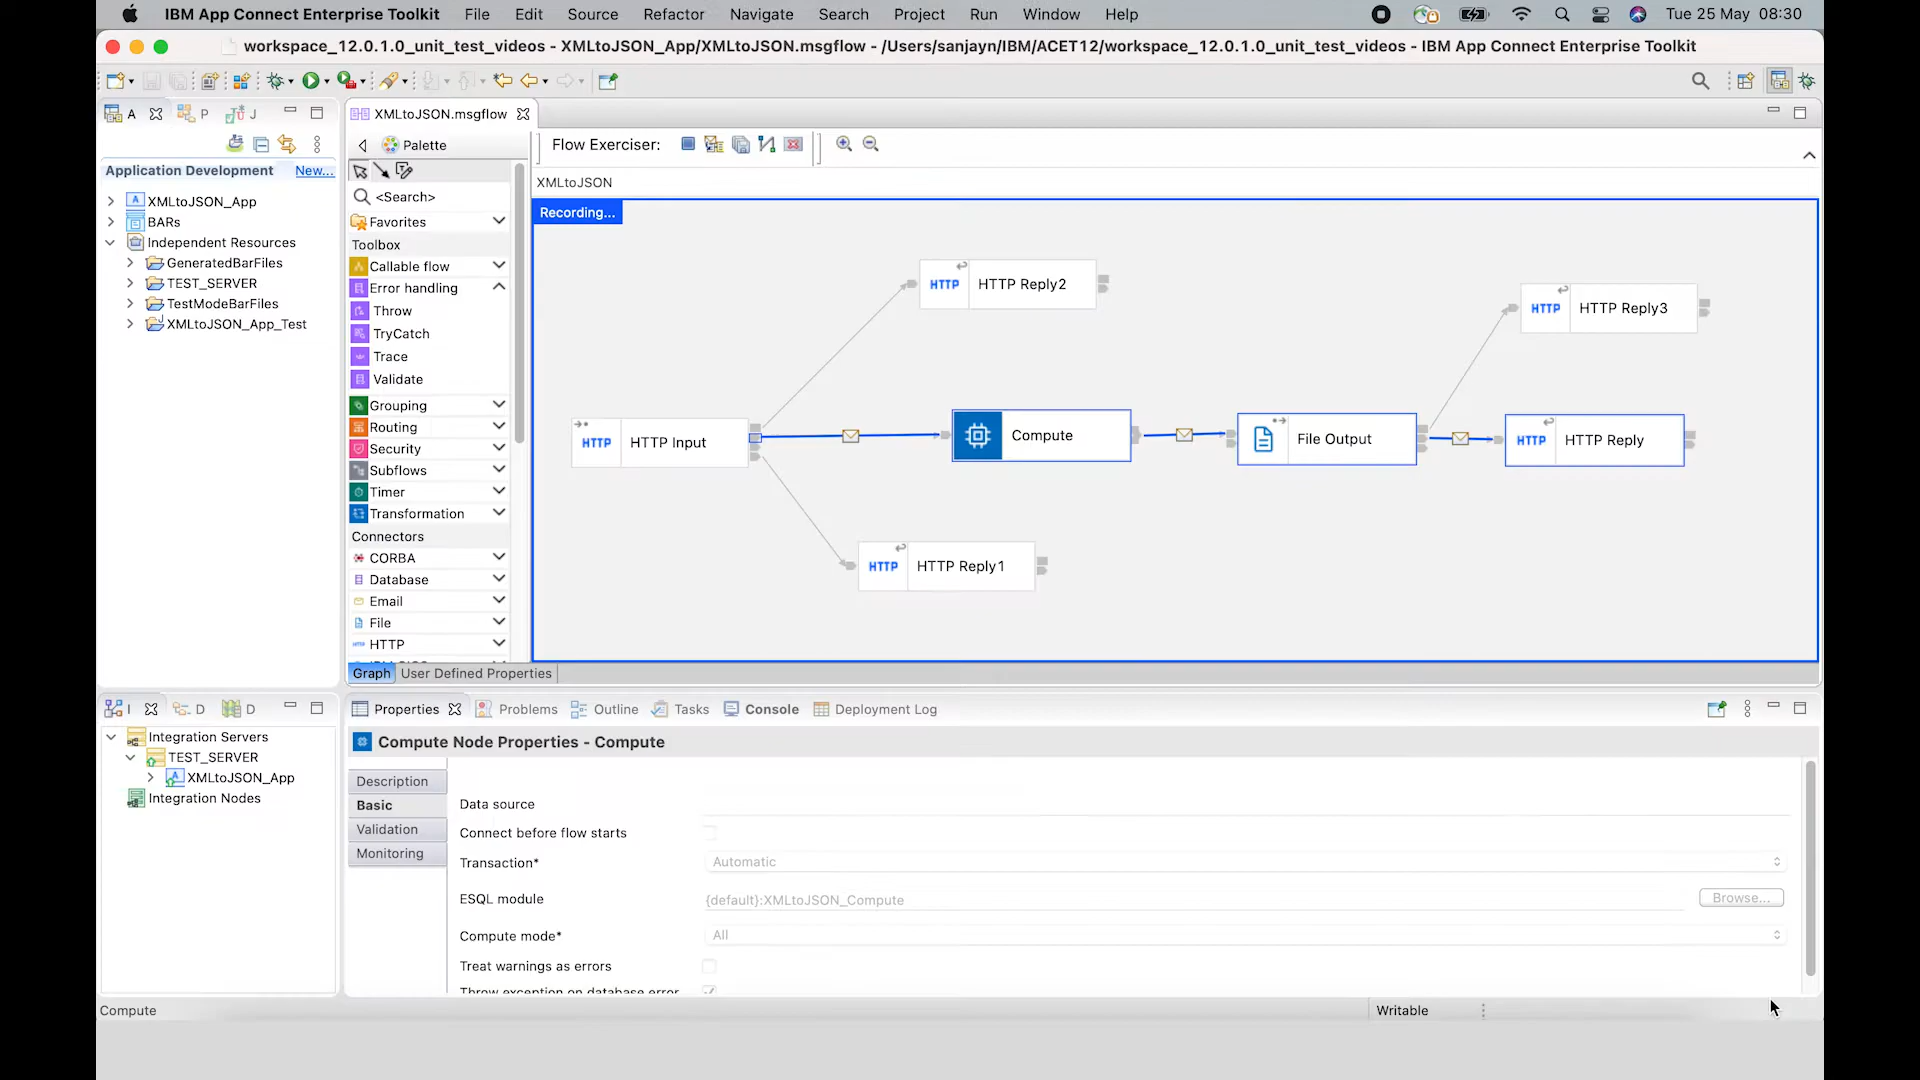 IBM App Connect Enterprise Toolkit File Edit Source Refactor Navigate Search Project Run Window Help Tue 25 May 08:30
workspace_12.0.1.0_unit_test_videos - XMLtoJSON_App/XMLtoJSON.msgflow - /Users/sanjayn/IBM/ACET12/workspace_12.0.1.0_unit_test_videos - IBM App Connect Enterprise Toolkit
A P J
Application Development New...
XMLtoJSON_App
BARs
Independent Resources
GeneratedBarFiles
TEST_SERVER
TestModeBarFiles
XMLtoJSON_App_Test
XMLtoJSON.msgflow
Palette
<Search>
Favorites
Toolbox
Callable flow
Error handling
Throw
TryCatch
Trace
Validate
Grouping
Routing
Security
Subflows
Timer
Transformation
Connectors
CORBA
Database
Email
File
HTTP
Flow Exerciser:
XMLtoJSON
Recording...
HTTP HTTP Reply2
HTTP HTTP Reply3
HTTP HTTP Input
Compute
File Output
HTTP HTTP Reply
HTTP HTTP Reply1
Graph User Defined Properties
I D D
Integration Servers
TEST_SERVER
XMLtoJSON_App
Integration Nodes
Properties Problems Outline Tasks Console Deployment Log
Compute Node Properties - Compute
Description
Basic
Validation
Monitoring
Data source
Connect before flow starts
Transaction* Automatic
ESQL module {default}:XMLtoJSON_Compute Browse...
Compute mode* All
Treat warnings as errors
Throw exception on database error
Compute Writable